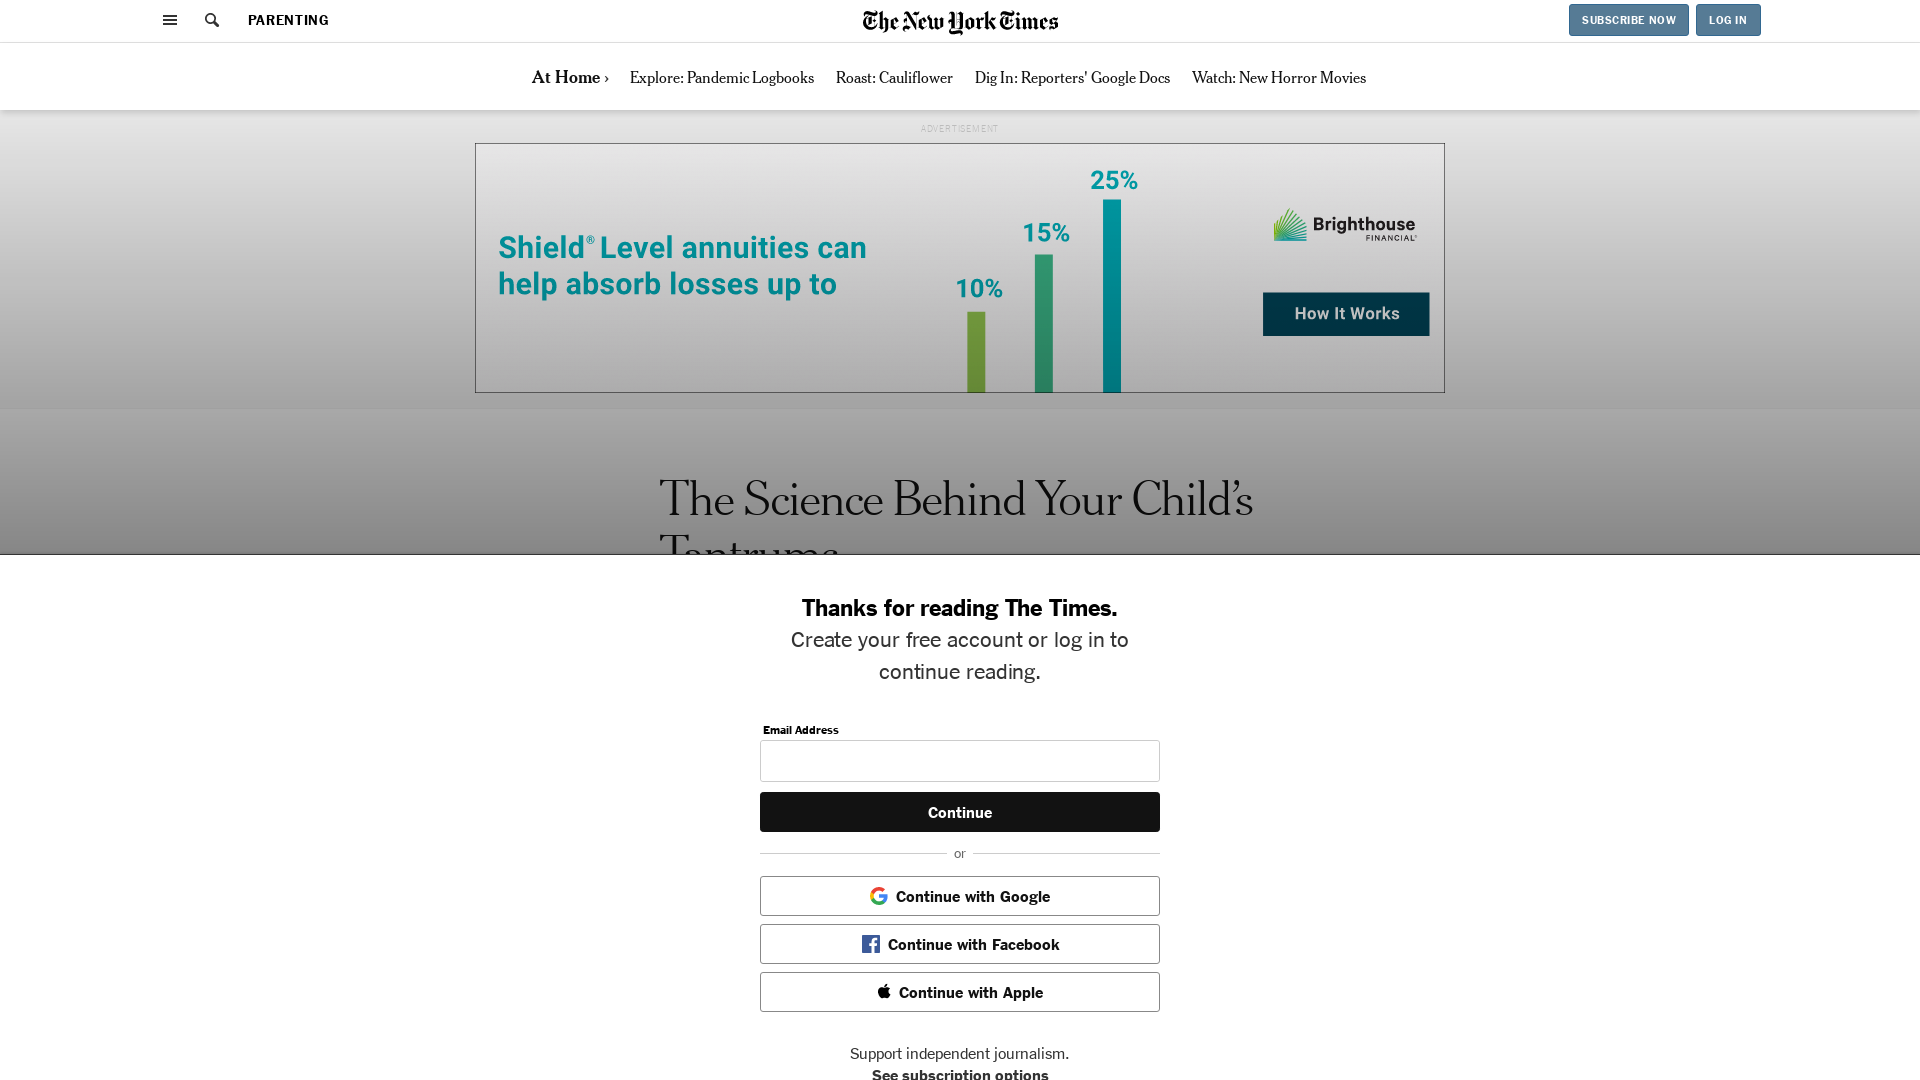 PARENTING
The New York Times
SUBSCRIBE NOW
LOG IN
At Home ›
Explore: Pandemic Logbooks
Roast: Cauliflower
Dig In: Reporters' Google Docs
Watch: New Horror Movies
ADVERTISEMENT
Shield® Level annuities can
help absorb losses up to
10%
15%
25%
Brighthouse
FINANCIAL®
How It Works
The Science Behind Your Child’s
Tantrums
Thanks for reading The Times.
Create your free account or log in to
continue reading.
Email Address
Continue
or
Continue with Google
Continue with Facebook
Continue with Apple
Support independent journalism.
See subscription options